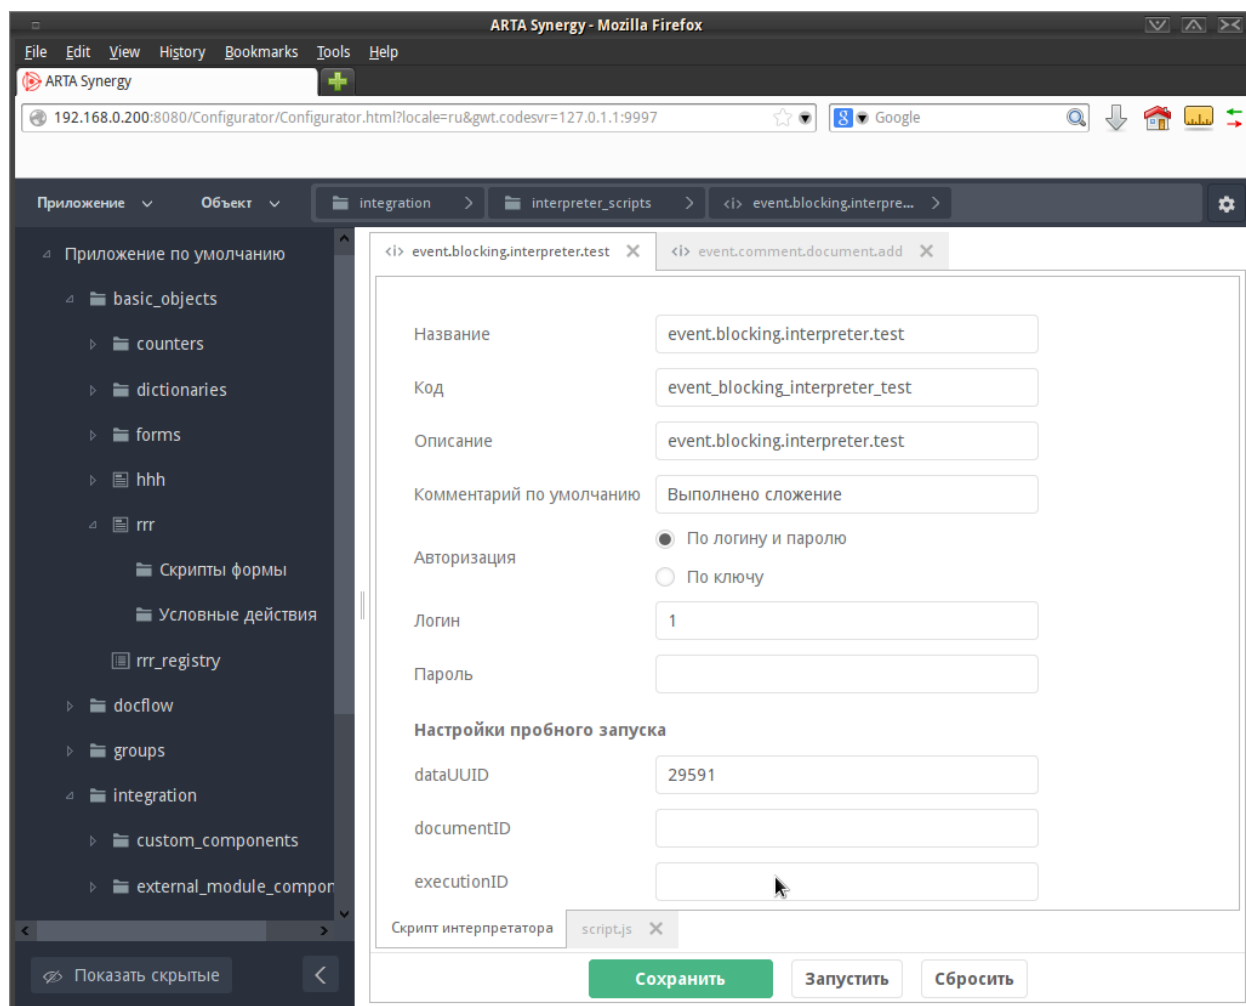 ARTA Synergy - Mozilla Firefox
File Edit View History Bookmarks Tools Help
ARTA Synergy
192.168.0.200:8080/Configurator/Configurator.html?locale=ru&gwt.codesvr=127.0.1.1:9997
8 Google
Приложение Объект integration interpreter_scripts <i> event.blocking.interpre...
Приложение по умолчанию
basic_objects
counters
dictionaries
forms
hhh
rrr
Скрипты формы
Условные действия
rrr_registry
docflow
groups
integration
custom_components
external_module_compor
Показать скрытые
<i> event.blocking.interpreter.test <i> event.comment.document.add
Название event.blocking.interpreter.test
Код event_blocking_interpreter_test
Описание event.blocking.interpreter.test
Комментарий по умолчанию Выполнено сложение
Авторизация По логину и паролю
По ключу
Логин 1
Пароль
Настройки пробного запуска
dataUUID 29591
documentID
executionID
Скрипт интерпретатора script.js
Сохранить Запустить Сбросить